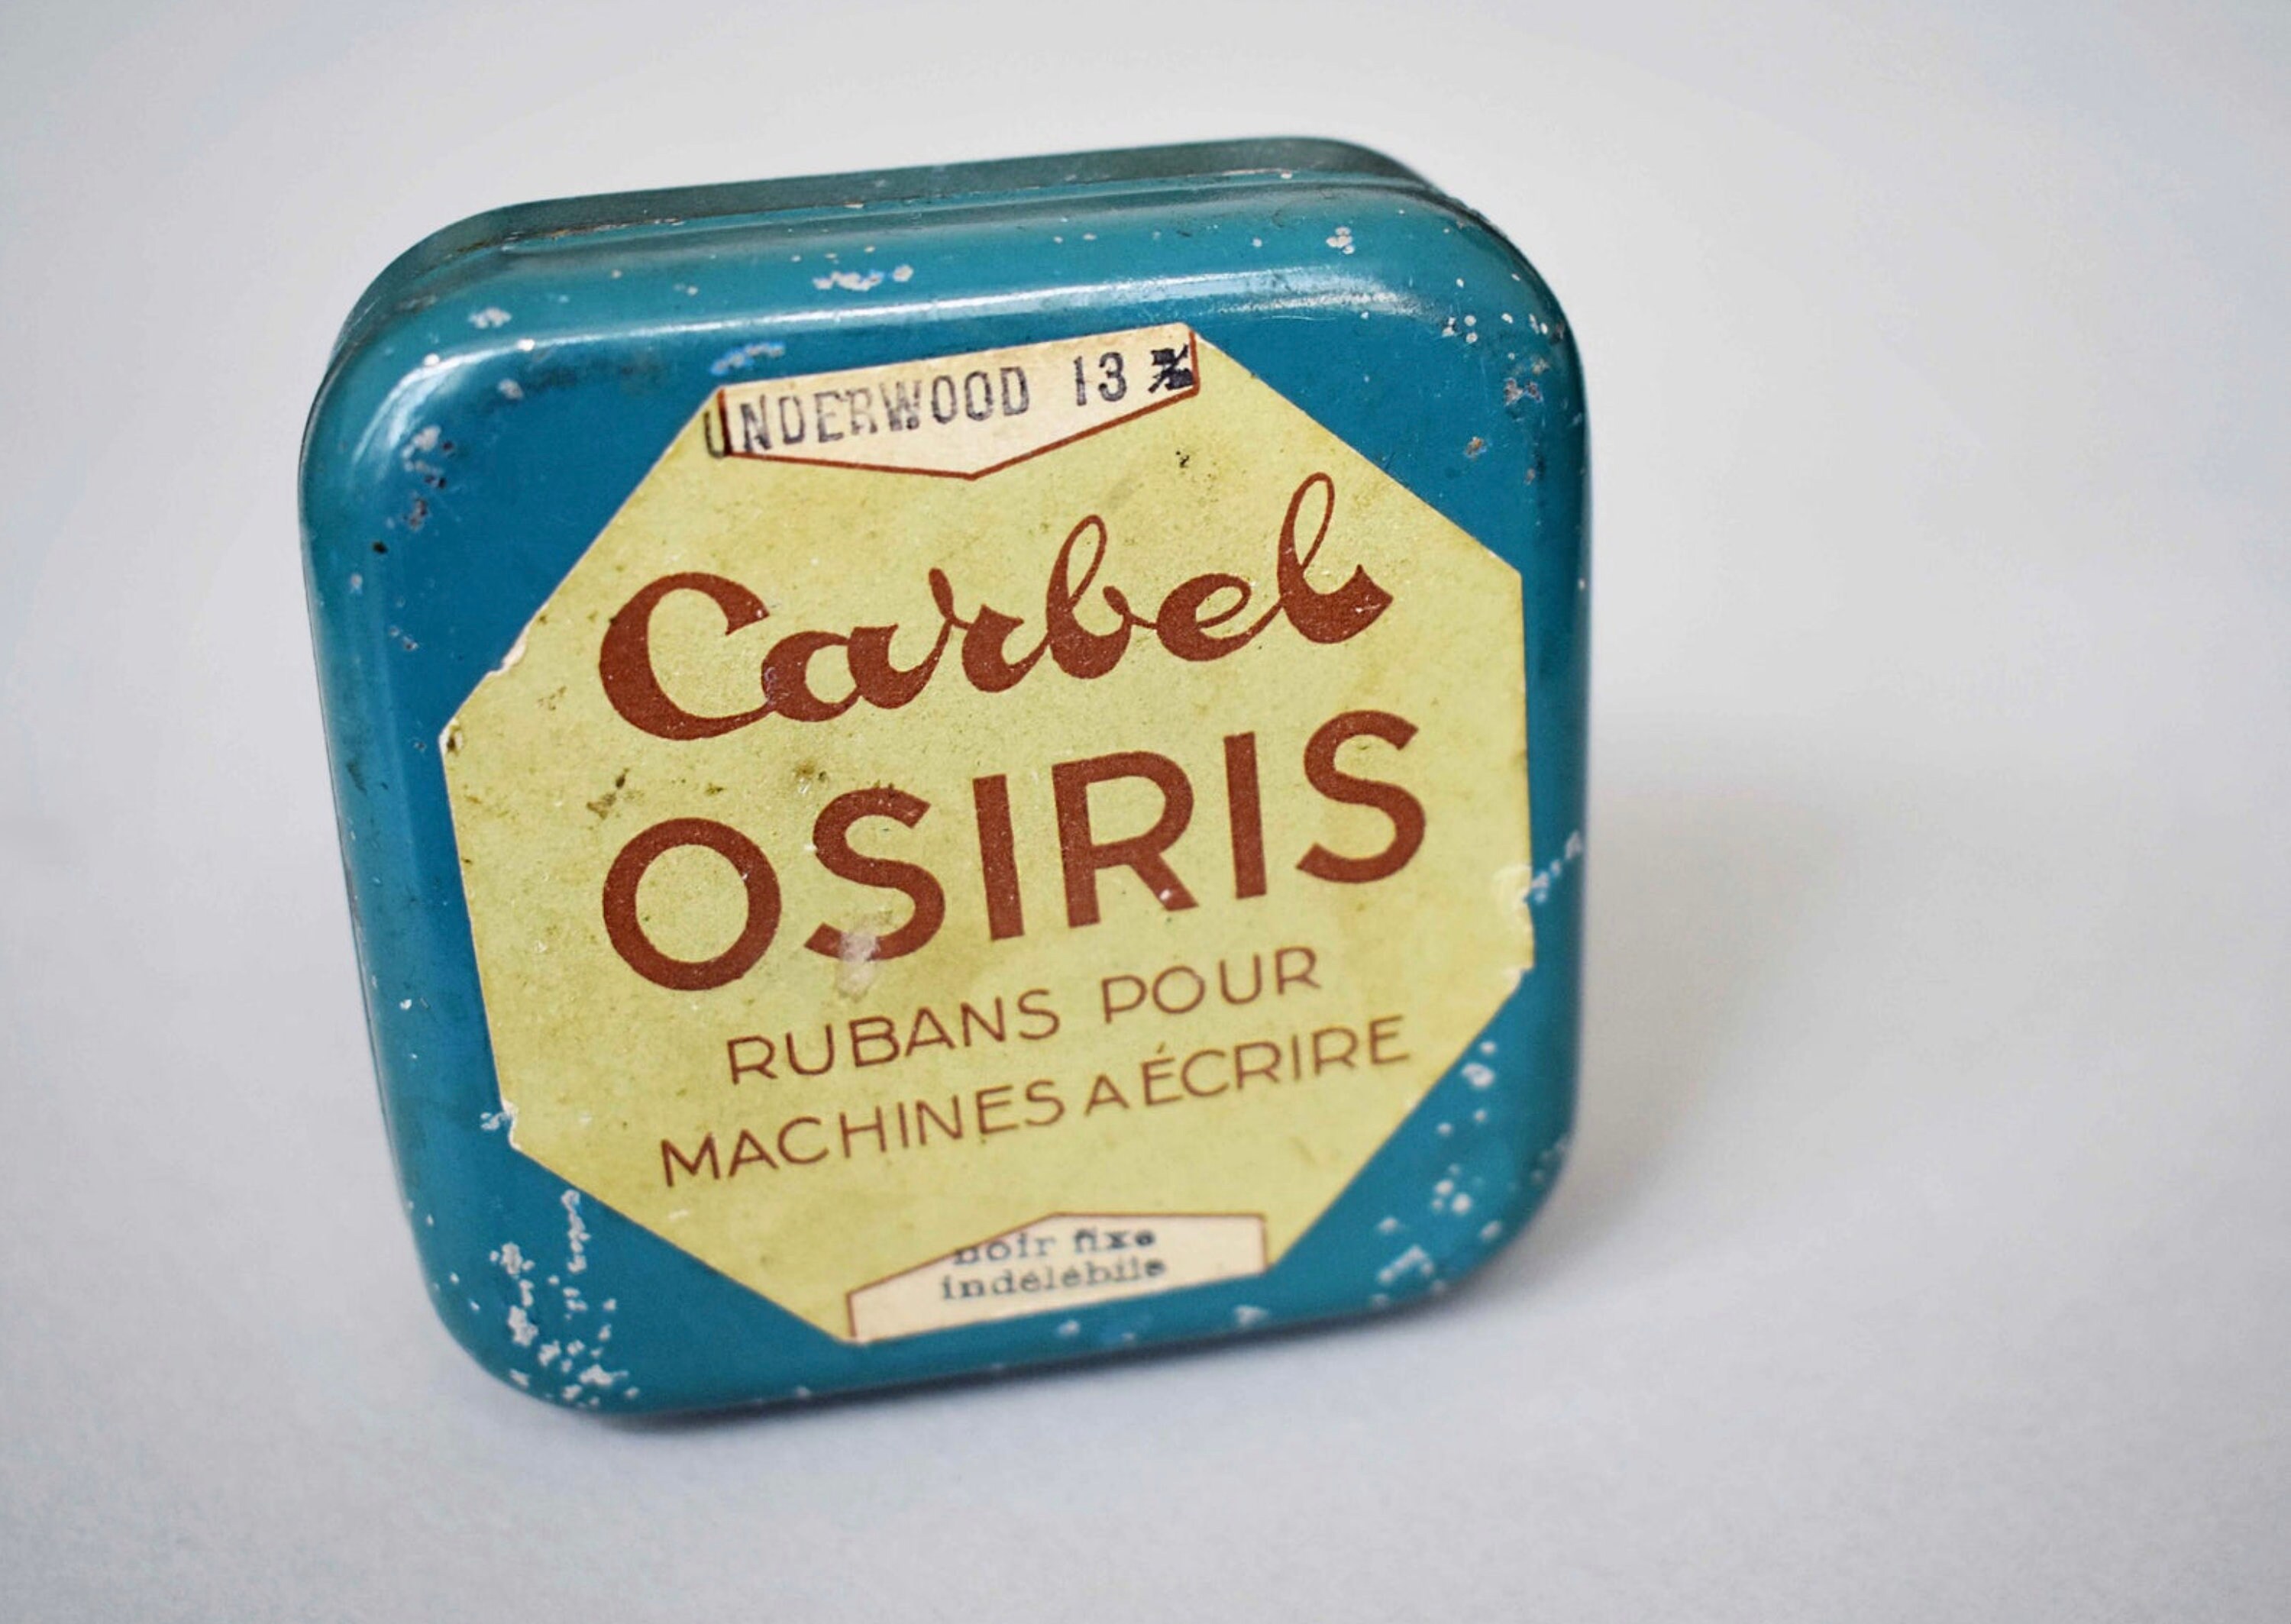 UNDERWOOD 13
Carbel
OSIRIS
RUBANS POUR
MACHINES A ÉCRIRE
noir fixe
indélébile